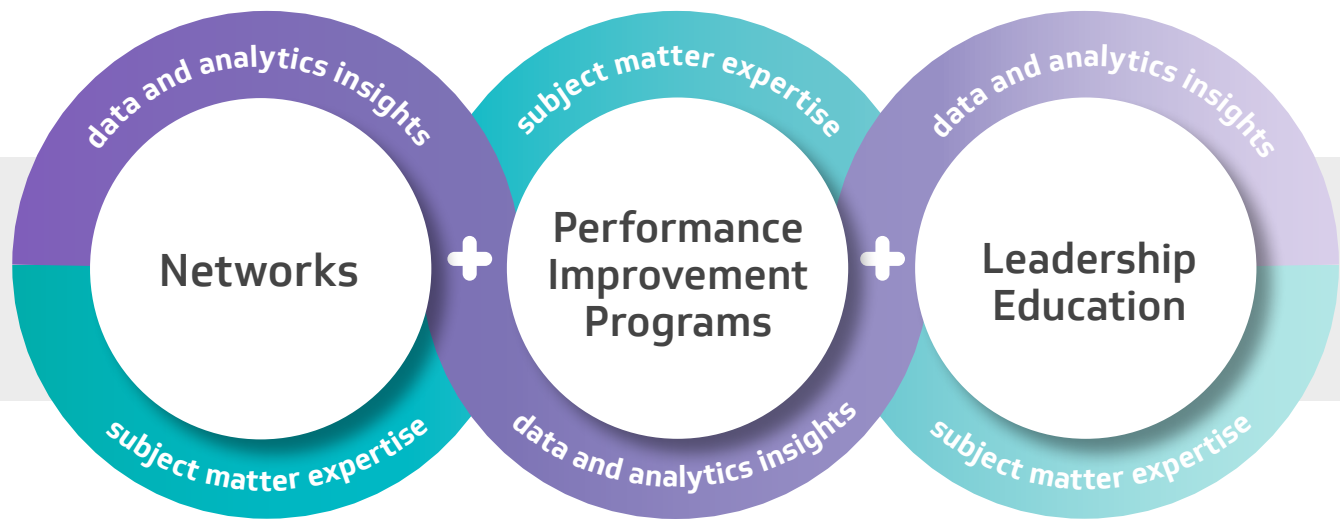 data and analytics insights
Networks
subject matter expertise
+
subject matter expertise
Performance
Improvement
Programs
data and analytics insights
+
data and analytics insights
Leadership
Education
subject matter expertise